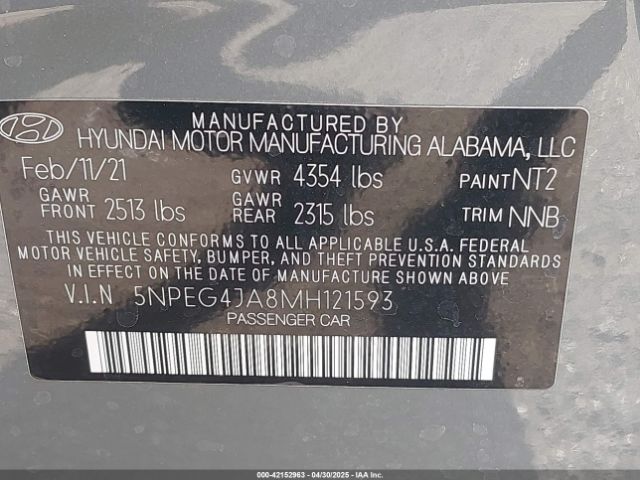 MANUFACTURED BY
HYUNDAI MOTOR MANUFACTURING ALABAMA, LLC
Feb/11/21 GVWR 4354 lbs PAINT NT2
GAWR FRONT 2513 lbs GAWR REAR 2315 lbs TRIM NNB
THIS VEHICLE CONFORMS TO ALL APPLICABLE U.S.A. FEDERAL
MOTOR VEHICLE SAFETY, BUMPER, AND THEFT PREVENTION STANDARDS
IN EFFECT ON THE DATE OF MANUFACTURE SHOWN ABOVE.
V.I.N 5NPEG4JA8MH121593
PASSENGER CAR
000-42152963 04/30/2025 Copart IAA